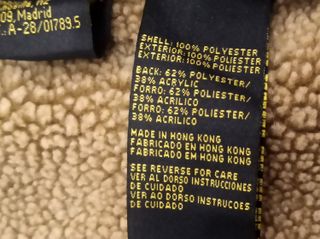 09, Madrid
A-28/01789.5
SHELL: 100% POLYESTER
EXTERIOR: 100% POLIESTER
EXTERIOR: 100% POLIESTER
BACK: 62% POLYESTER/
38% ACRYLIC
FORRO: 62% POLIESTER/
38% ACRILICO
FORRO: 62% POLIESTER/
38% ACRILICO
MADE IN HONG KONG
FABRICADO EN HONG KONG
FABRICADO EM HONG KONG
SEE REVERSE FOR CARE
VER AL DORSO INSTRUCCIONES
DE CUIDADO
VER AO DORSO INSTRUCOES
DE CUIDADO